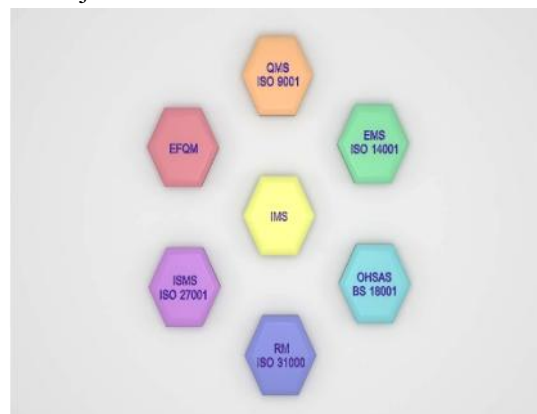 QMS
ISO 9001
EFQM
EMS
ISO 14001
IMS
ISMS
ISO 27001
OHSAS
BS 18001
RM
ISO 31000